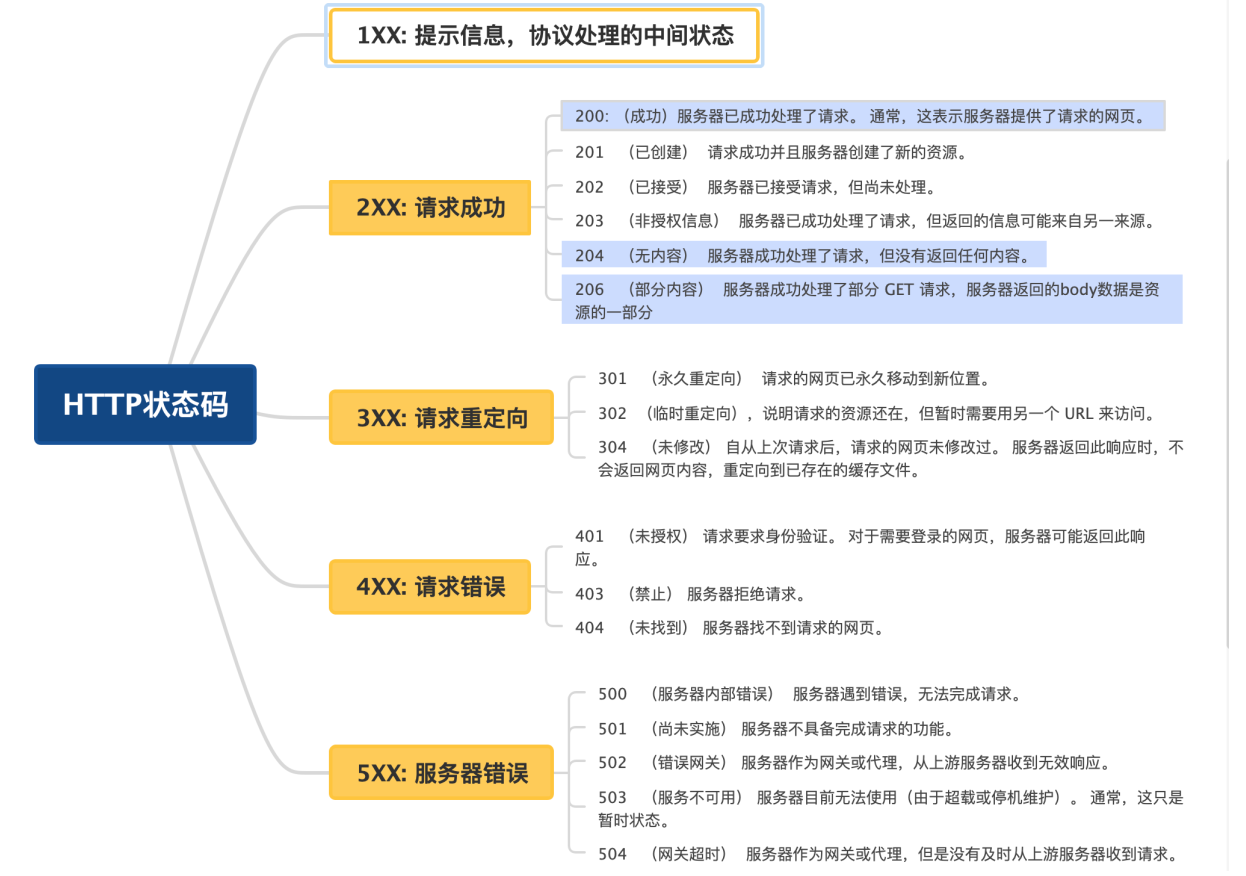 HTTP状态码
1XX: 提示信息，协议处理的中间状态
2XX: 请求成功
200: （成功）服务器已成功处理了请求。 通常，这表示服务器提供了请求的网页。
201 （已创建） 请求成功并且服务器创建了新的资源。
202 （已接受） 服务器已接受请求，但尚未处理。
203 （非授权信息） 服务器已成功处理了请求，但返回的信息可能来自另一来源。
204 （无内容） 服务器成功处理了请求，但没有返回任何内容。
206 （部分内容） 服务器成功处理了部分 GET 请求，服务器返回的body数据是资
源的一部分
3XX: 请求重定向
301 （永久重定向） 请求的网页已永久移动到新位置。
302 （临时重定向），说明请求的资源还在，但暂时需要用另一个 URL 来访问。
304 （未修改） 自从上次请求后，请求的网页未修改过。 服务器返回此响应时，不
会返回网页内容，重定向到已存在的缓存文件。
4XX: 请求错误
401 （未授权） 请求要求身份验证。 对于需要登录的网页，服务器可能返回此响
应。
403 （禁止） 服务器拒绝请求。
404 （未找到） 服务器找不到请求的网页。
5XX: 服务器错误
500 （服务器内部错误） 服务器遇到错误，无法完成请求。
501 （尚未实施） 服务器不具备完成请求的功能。
502 （错误网关） 服务器作为网关或代理，从上游服务器收到无效响应。
503 （服务不可用） 服务器目前无法使用（由于超载或停机维护）。 通常，这只是
暂时状态。
504 （网关超时） 服务器作为网关或代理，但是没有及时从上游服务器收到请求。